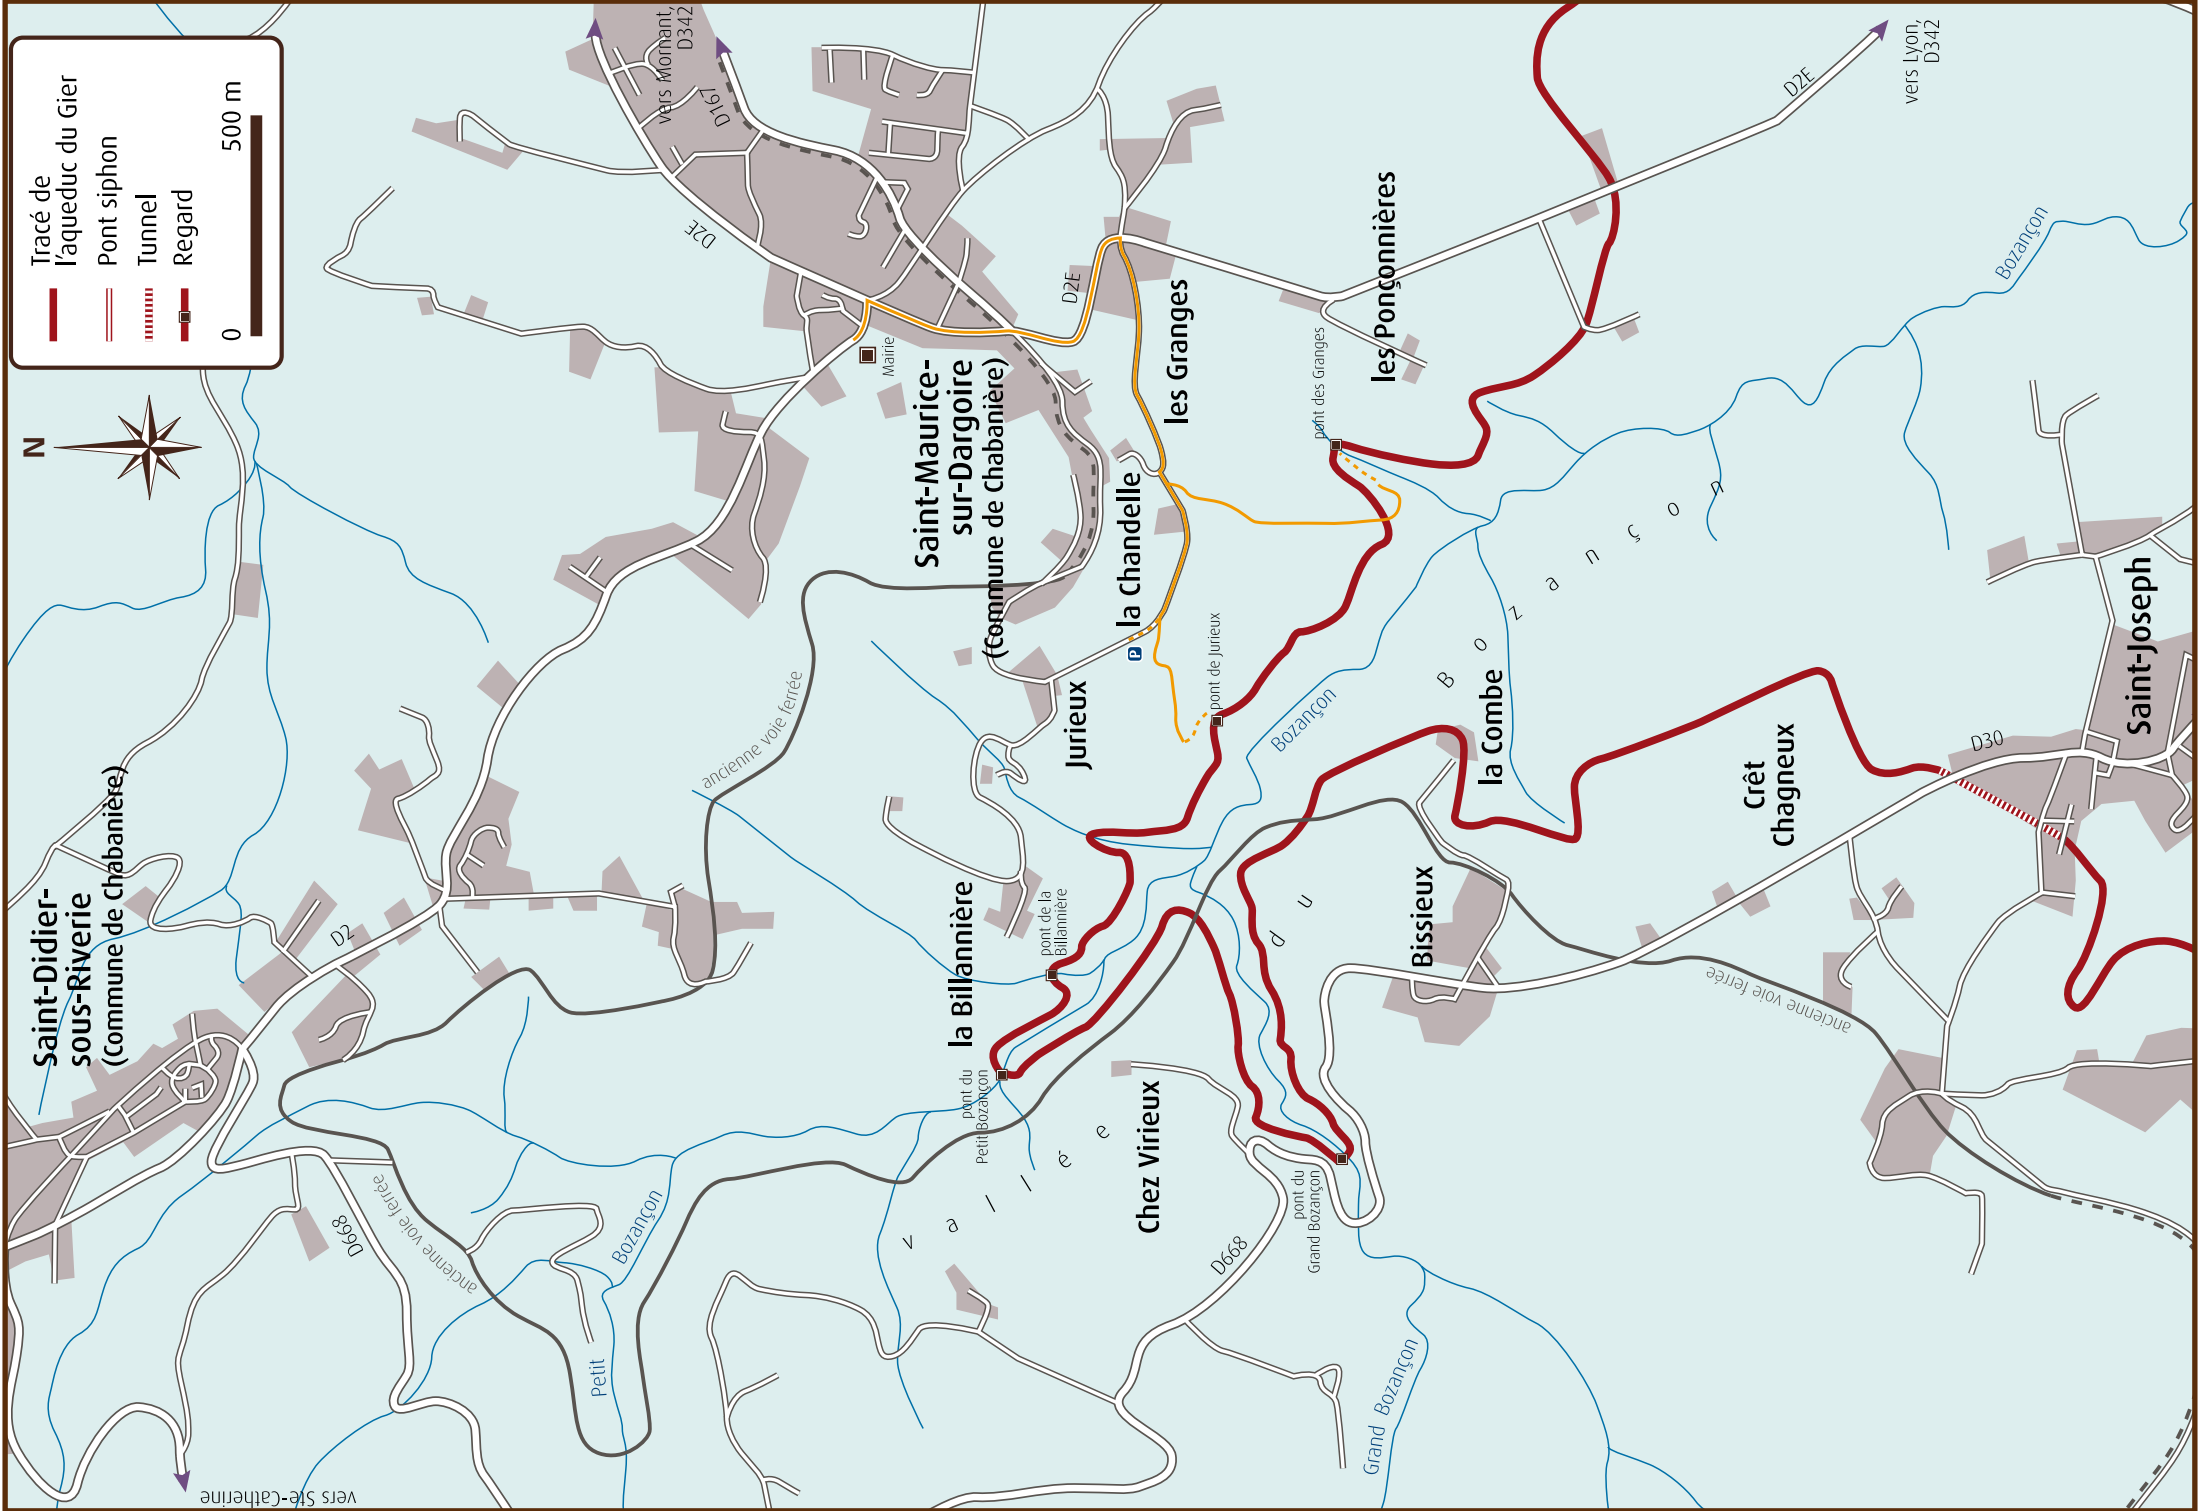 Tracé de
l'aqueduc du Gier
Pont siphon
Tunnel
Regard
0
500 m
N
vers Mornant,
D342
D167
D2E
D2E
D2E
vers Lyon,
D342
Mairie
Saint-Maurice-
sur-Dargoire
(Commune de Chabanière)
les Granges
les Ponçonnières
pont des Granges
la Chandelle
P
pont de Jurieux
Jurieux
ancienne voie ferrée
Saint-Didier-
sous-Riverie
(Commune de Chabanière)
D2
la Billannière
pont de la
Billannière
pont du
Petit Bozançon
Bozançon
Bozançon
vallée
du
Bozançon
la Combe
Crêt
Chagneux
D30
Saint-Joseph
Bissieux
ancienne voie ferrée
Chez Virieux
pont du
Grand Bozançon
D668
Grand Bozançon
D668
ancienne voie ferrée
Petit
Bozançon
vers Ste-Catherine